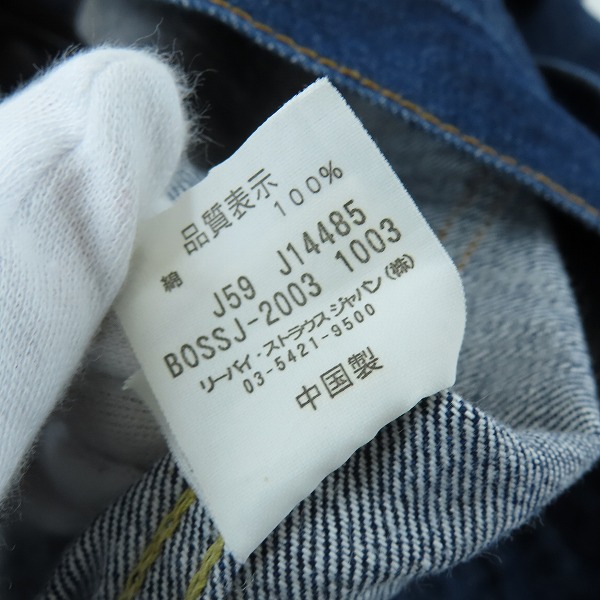 品質表示
綿 100%
J59 J14485
BOSSJ-2003 1003
リーバイ・ストラウス ジャパン(株)
03-5421-9500
中国製